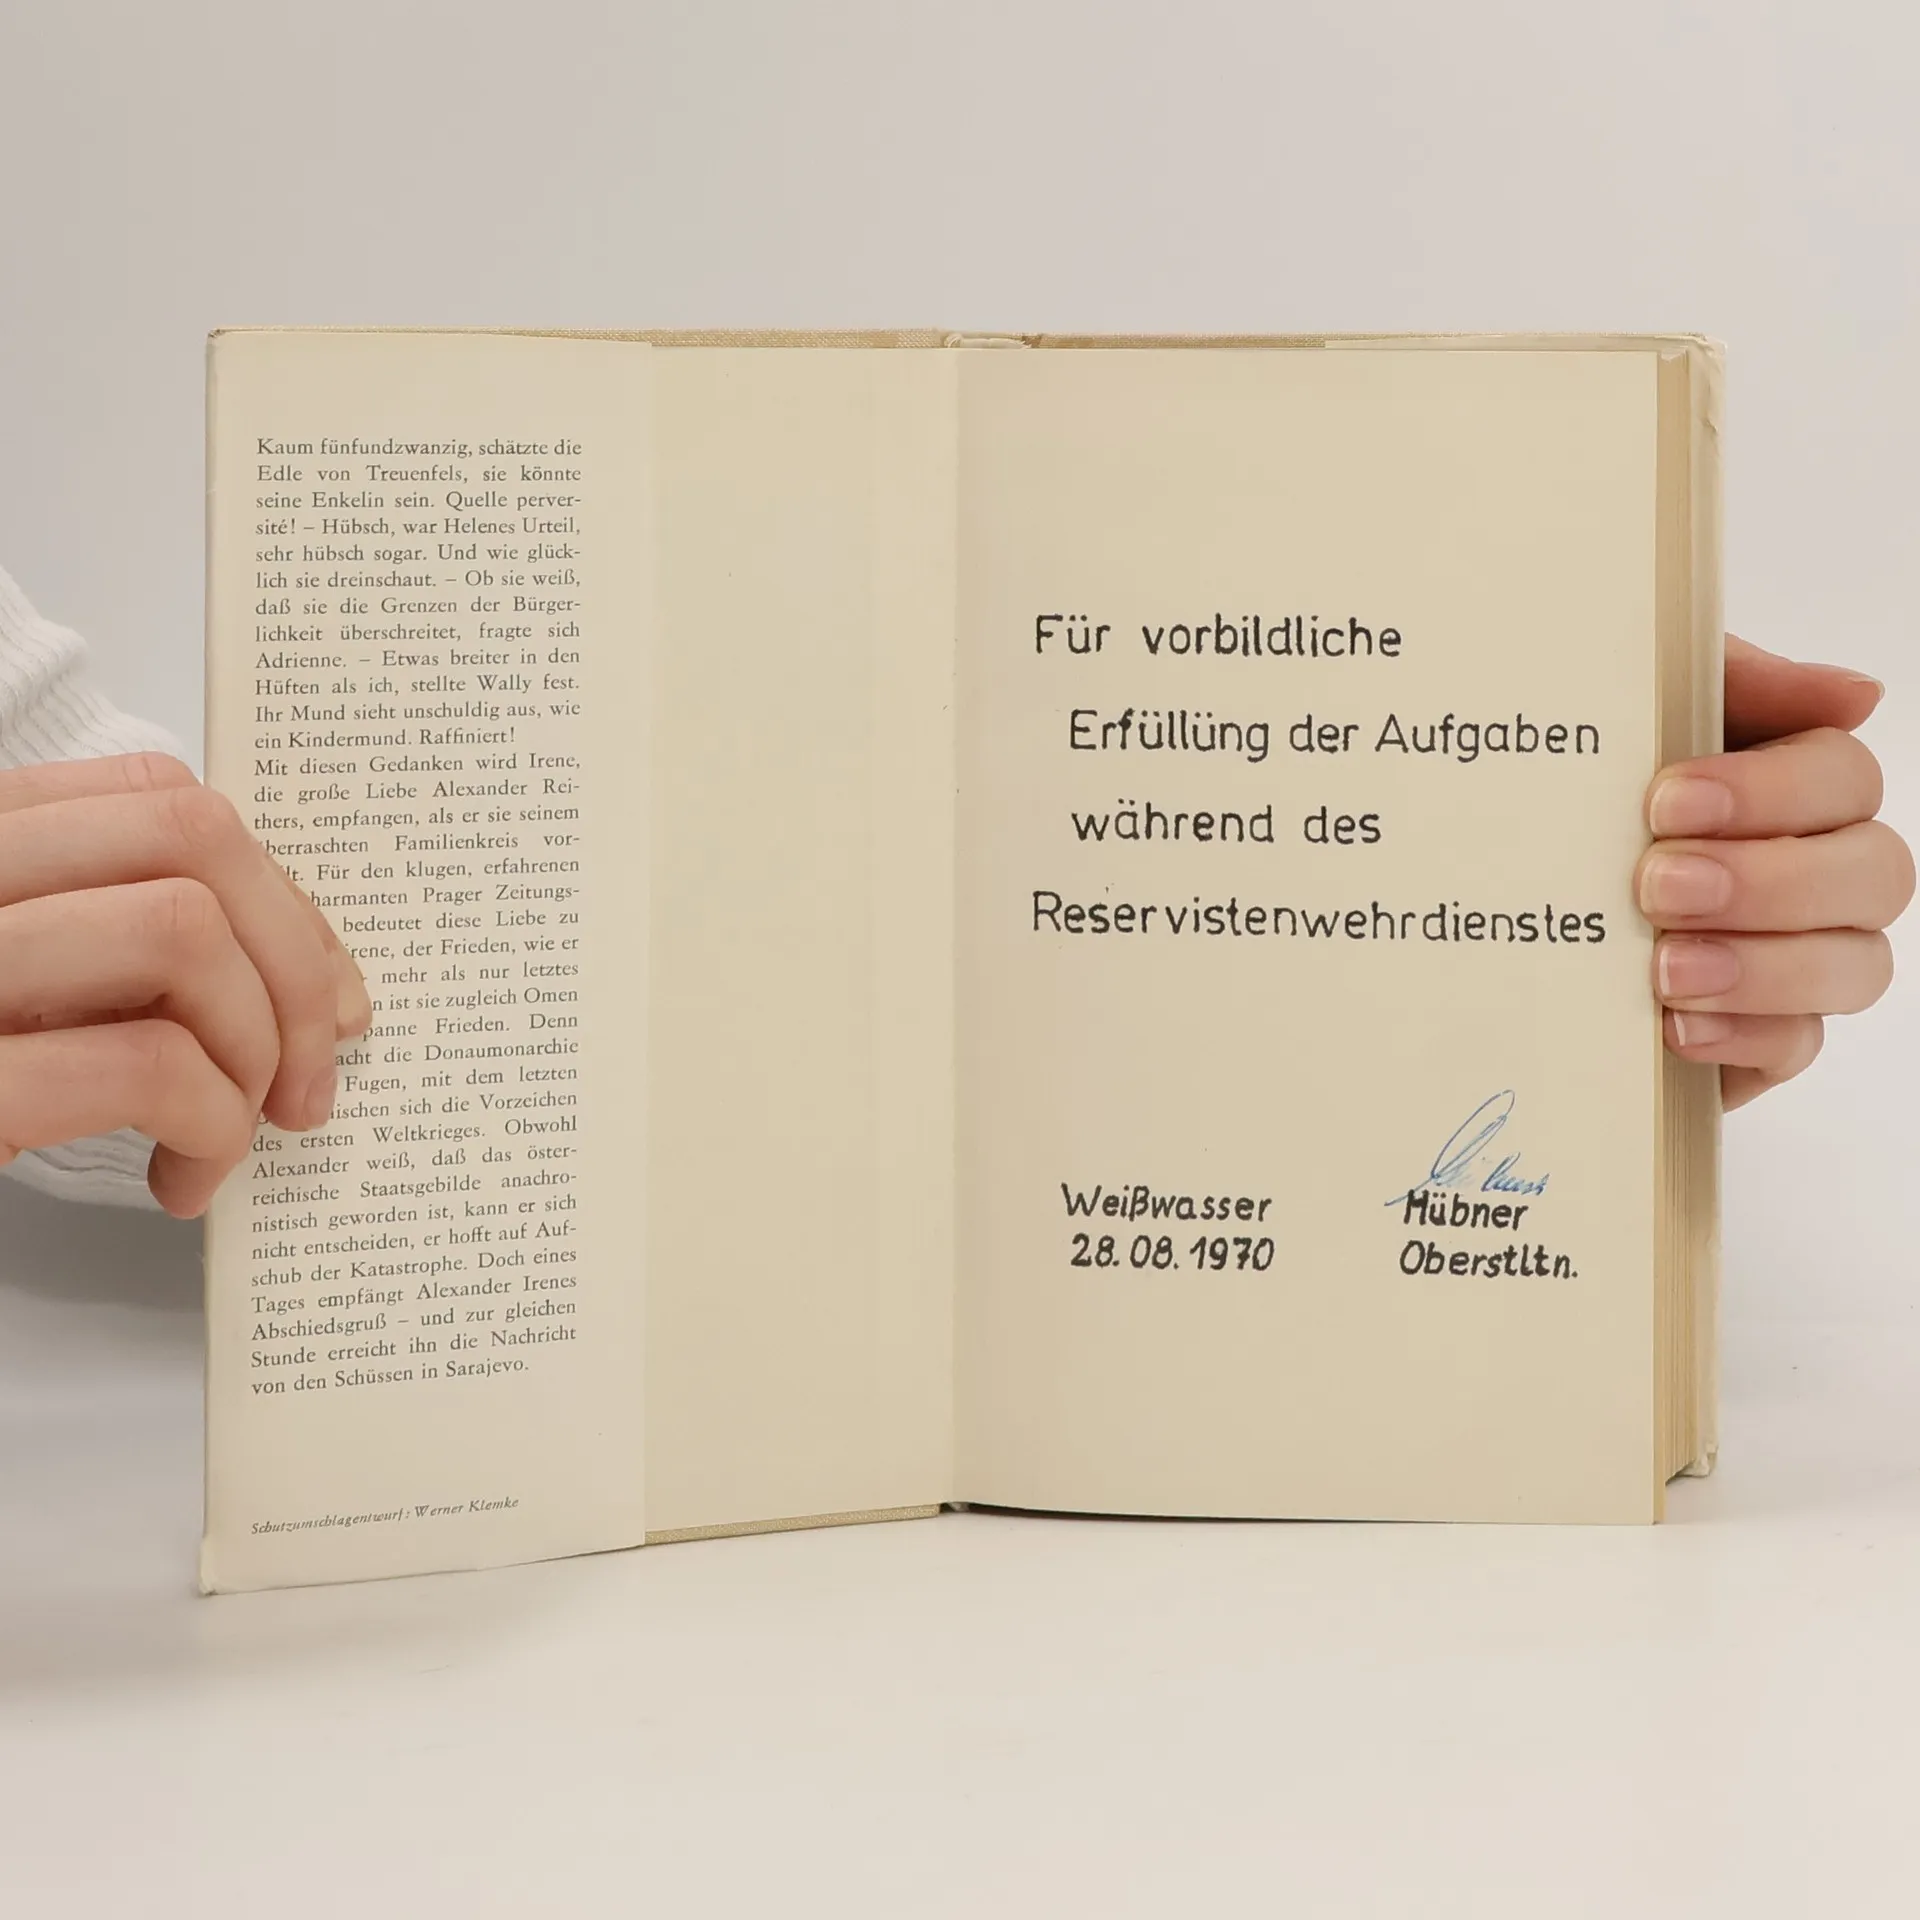 Kaum fünfundzwanzig, schätzte die
Edle von Treuenfels, sie könnte
seine Enkelin sein. Quelle perver-
sité! – Hübsch, war Helenes Urteil,
sehr hübsch sogar. Und wie glück-
lich sie dreinschaut. – Ob sie weiß,
daß sie die Grenzen der Bürger-
lichkeit überschreitet, fragte sich
Adrienne. – Etwas breiter in den
Hüften als ich, stellte Wally fest.
Ihr Mund sieht unschuldig aus, wie
ein Kindermund. Raffiniert!
Mit diesen Gedanken wird Irene,
die große Liebe Alexander Rei-
thers, empfangen, als er sie seinem
berraschten Familienkreis vor-
lt. Für den klugen, erfahrenen
harmanten Prager Zeitungs-
bedeutet diese Liebe zu
rene, der Frieden, wie er
– mehr als nur letztes
n ist sie zugleich Omen
panne Frieden. Denn
acht die Donaumonarchie
Fugen, mit dem letzten
ischen sich die Vorzeichen
des ersten Weltkrieges. Obwohl
Alexander weiß, daß das öster-
reichische Staatsgebilde anachro-
nistisch geworden ist, kann er sich
nicht entscheiden, er hofft auf Auf-
schub der Katastrophe. Doch eines
Tages empfängt Alexander Irenes
Abschiedsgruß – und zur gleichen
Stunde erreicht ihn die Nachricht
von den Schüssen in Sarajevo.
Schutzumschlagentwurf: Werner Klemke
Für vorbildliche
Erfüllüng der Aufgaben
während des
Reservistenwehrdienstes
Weißwasser
28.08.1970
Hübner
Oberstltn.